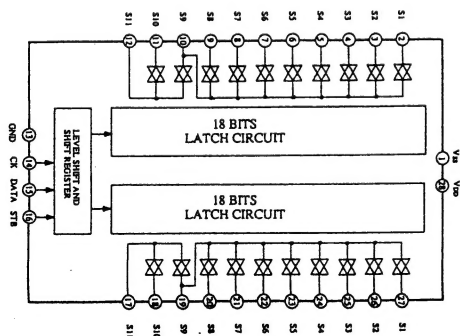 S11 S10 S9 S8 S7 S6 S5 S4 S3 S2 S1
12 11 10 9 8 7 6 5 4 3 2
18 BITS
LATCH CIRCUIT
GND 13
CK 14
DATA 15
STB 16
LEVEL SHIFT AND
SHIFT REGISTER
1
28 VDD
18 BITS
LATCH CIRCUIT
17 18 19 20 21 22 23 24 25 26 27
S10 S9 S8 S7 S6 S5 S4 S3 S2 S1